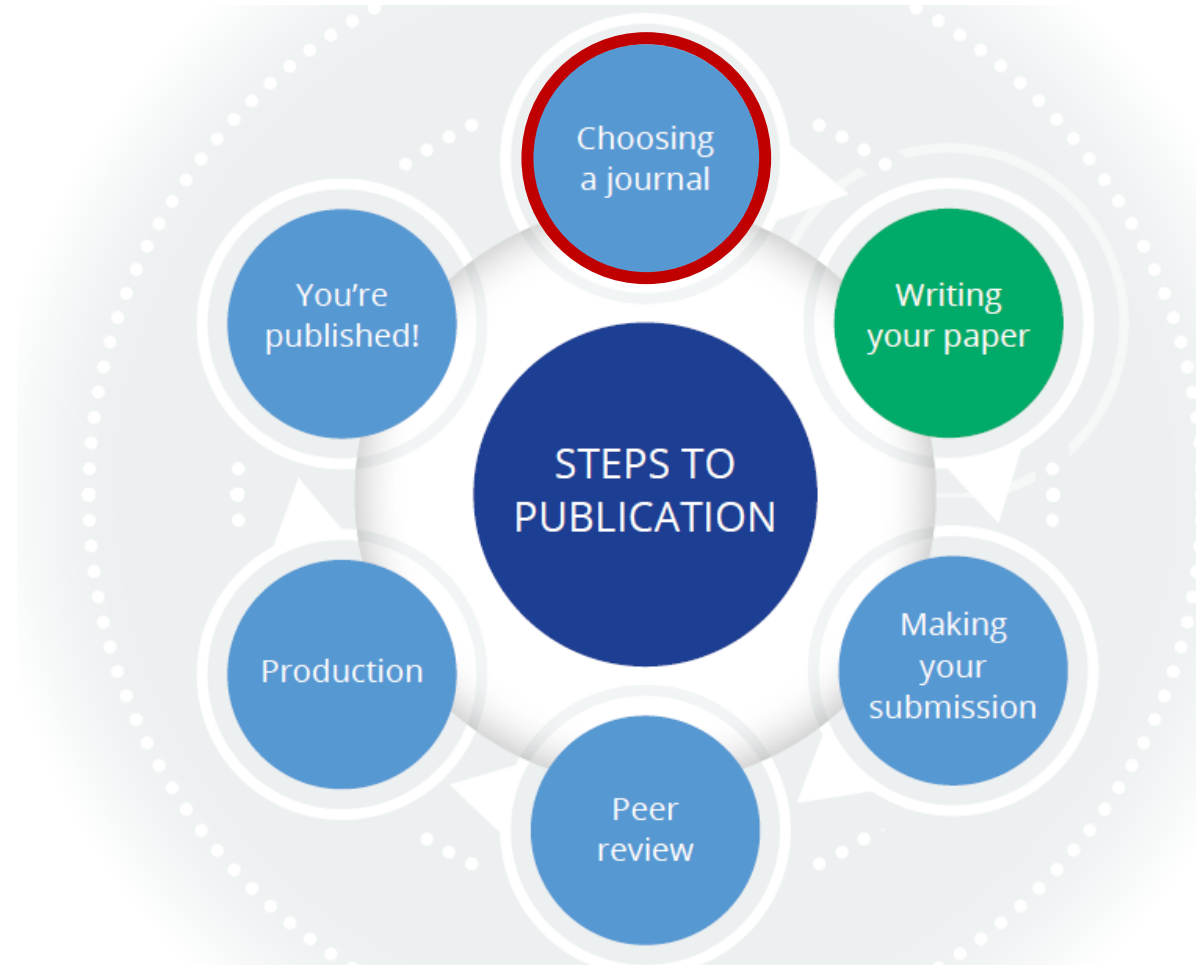 Choosing
a journal
Writing
your paper
Making
your
submission
Peer
review
Production
You’re
published!
STEPS TO
PUBLICATION